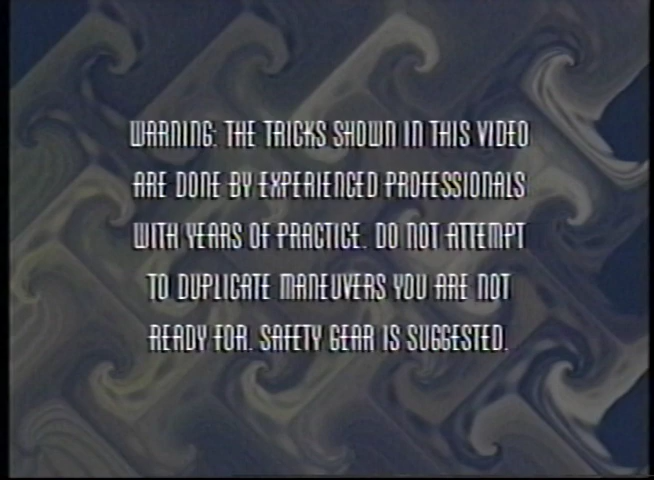 WARNING: THE TRICKS SHOWN IN THIS VIDEO
ARE DONE BY EXPERIENCED PROFESSIONALS
WITH YEARS OF PRACTICE. DO NOT ATTEMPT
TO DUPLICATE MANEUVERS YOU ARE NOT
READY FOR. SAFETY GEAR IS SUGGESTED.